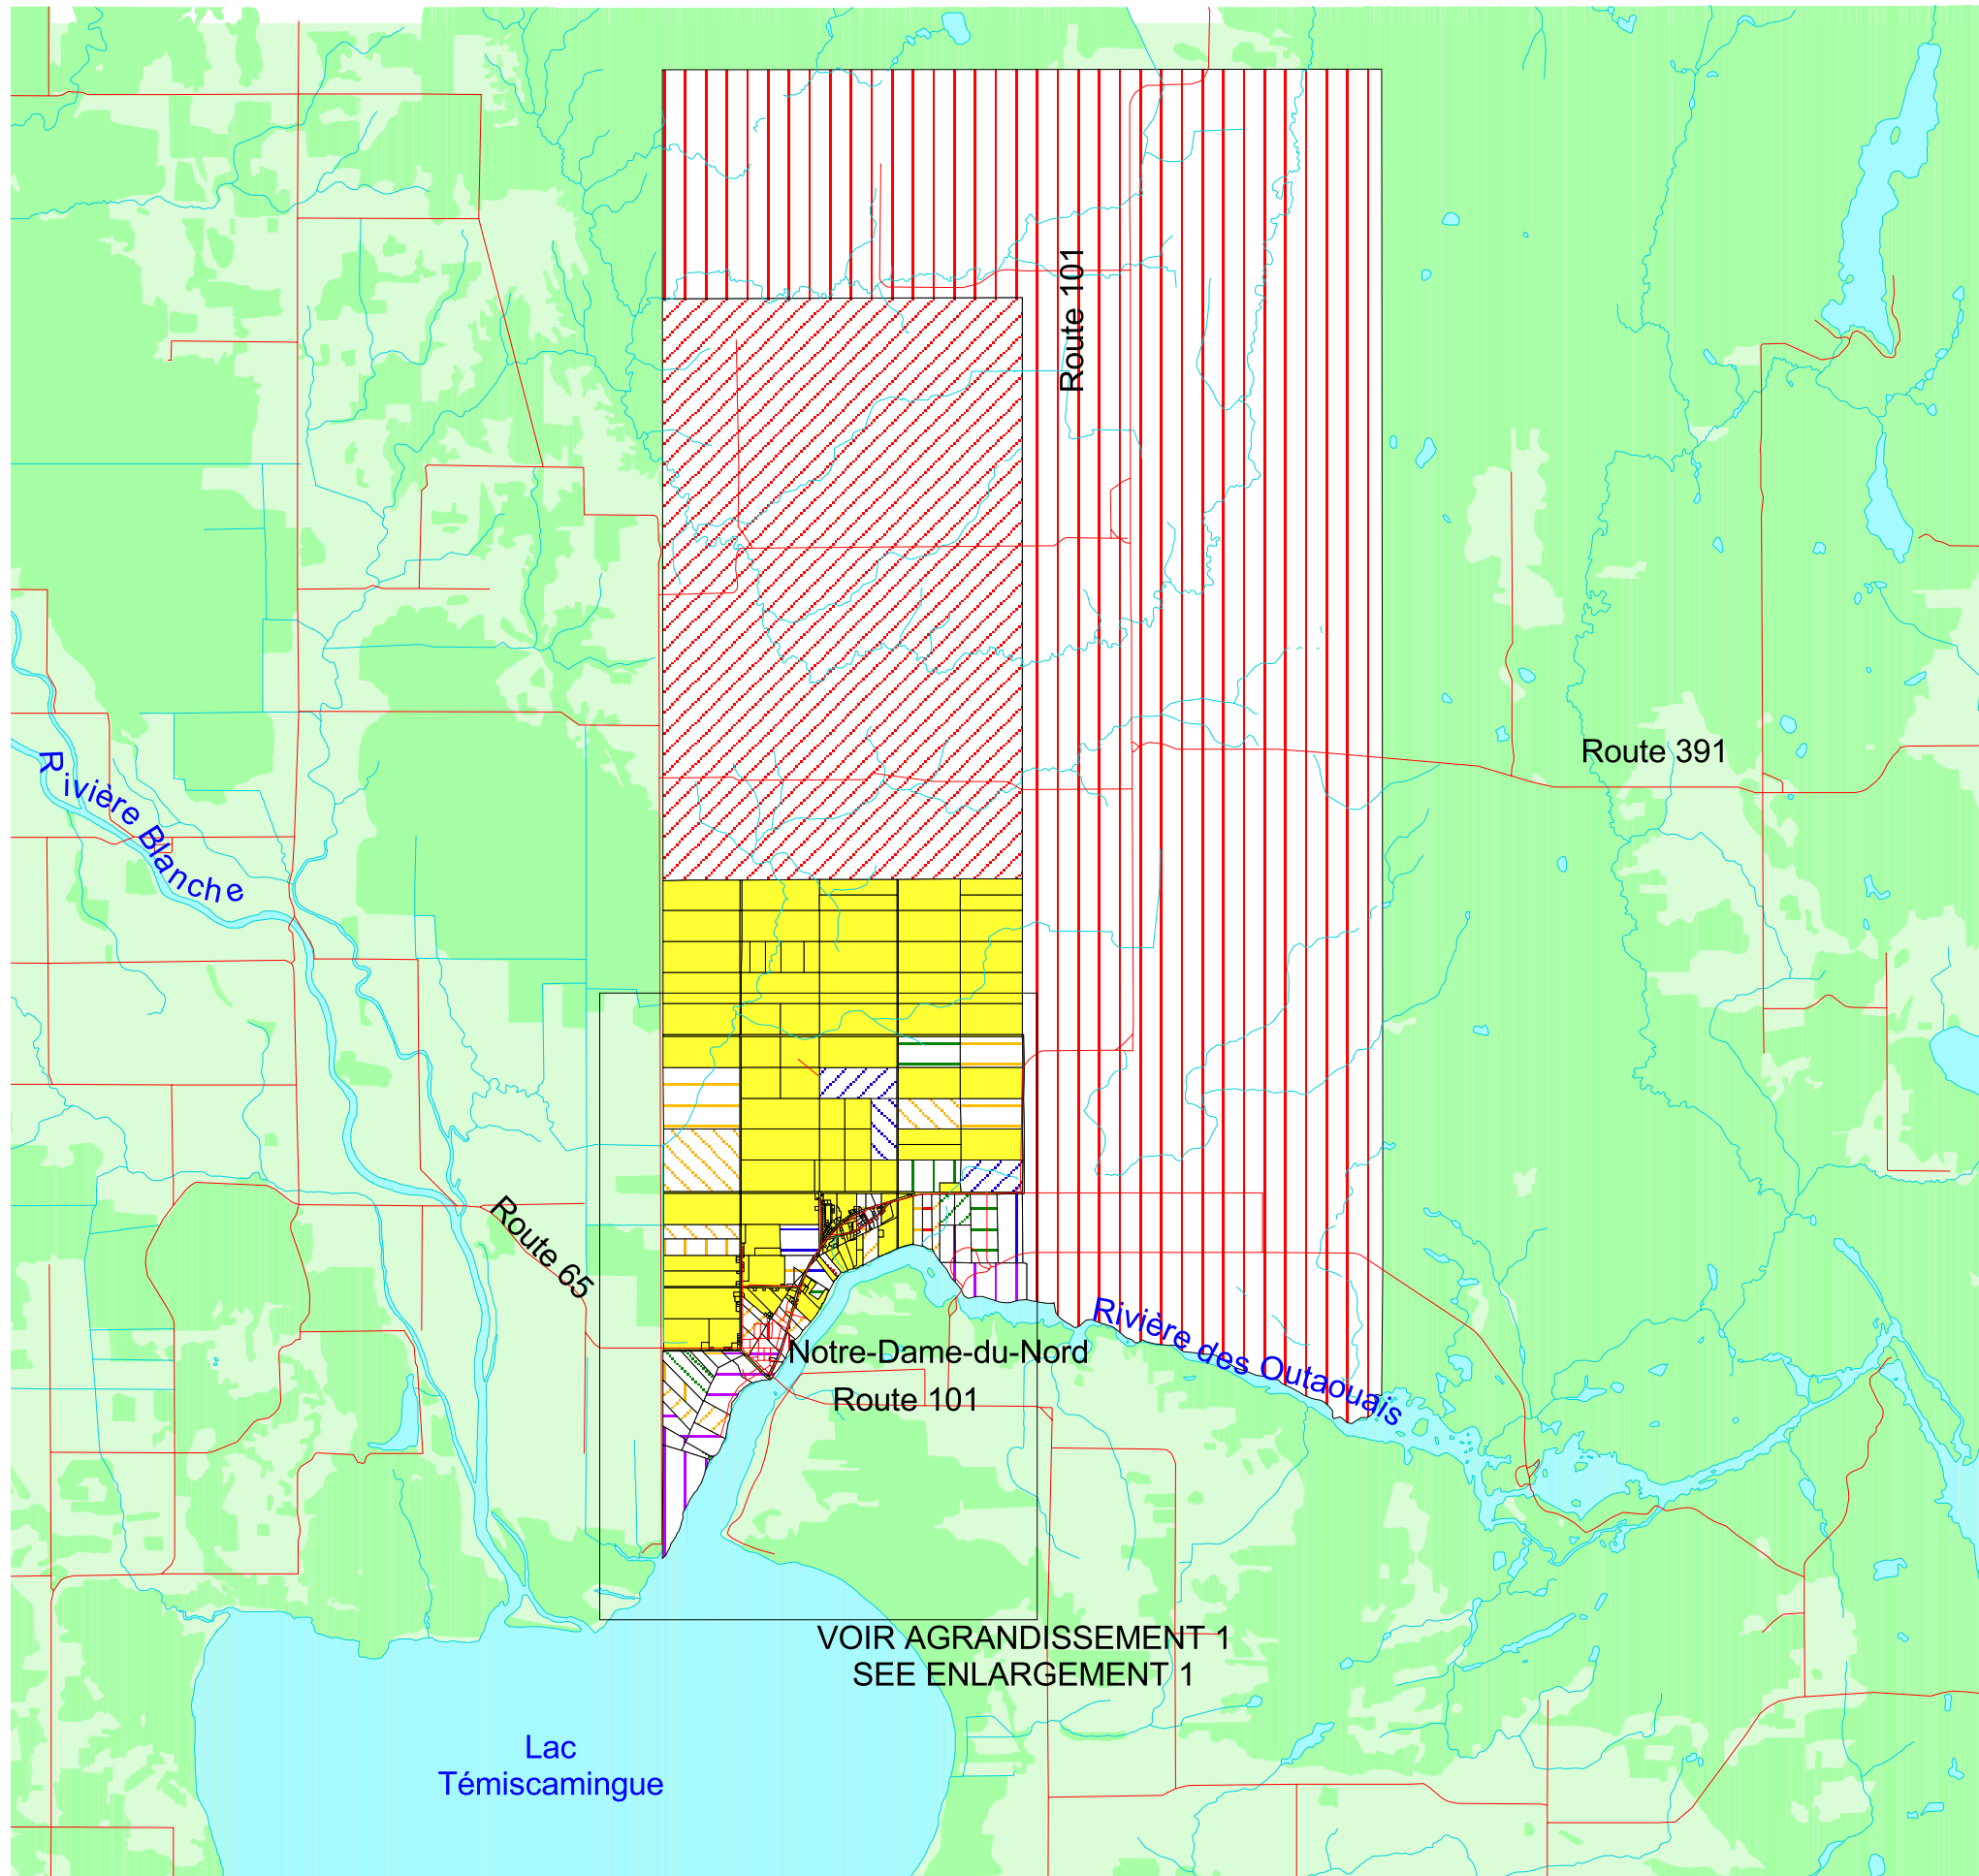 Route 101
Route 391
Rivière Blanche
Route 65
Rivière des Outaouais
Notre-Dame-du-Nord
Route 101
VOIR AGRANDISSEMENT 1
SEE ENLARGEMENT 1
Lac
Témiscamingue